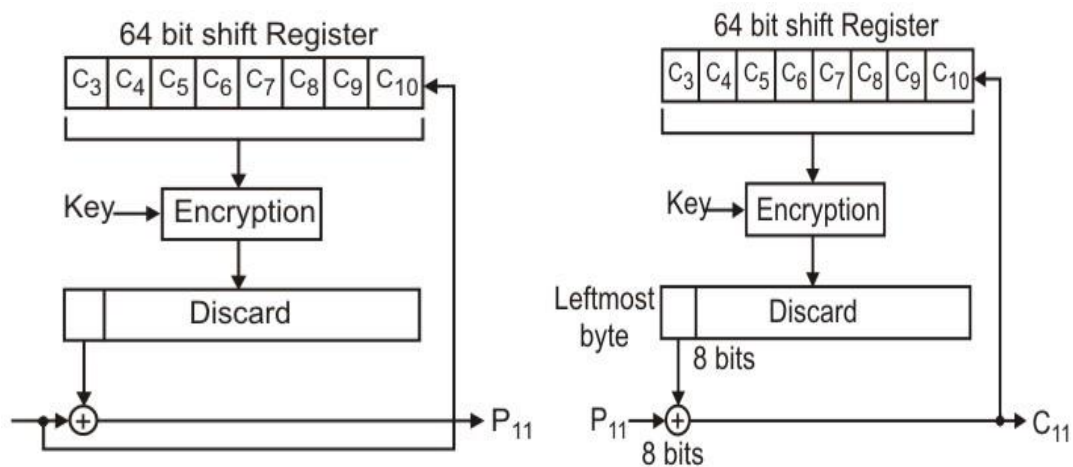 64 bit shift Register
C₃ C₄ C₅ C₆ C₇ C₈ C₉ C₁₀
Key
Encryption
Discard
P₁₁
64 bit shift Register
C₃ C₄ C₅ C₆ C₇ C₈ C₉ C₁₀
Key
Encryption
Leftmost
byte
Discard
8 bits
P₁₁
8 bits
C₁₁